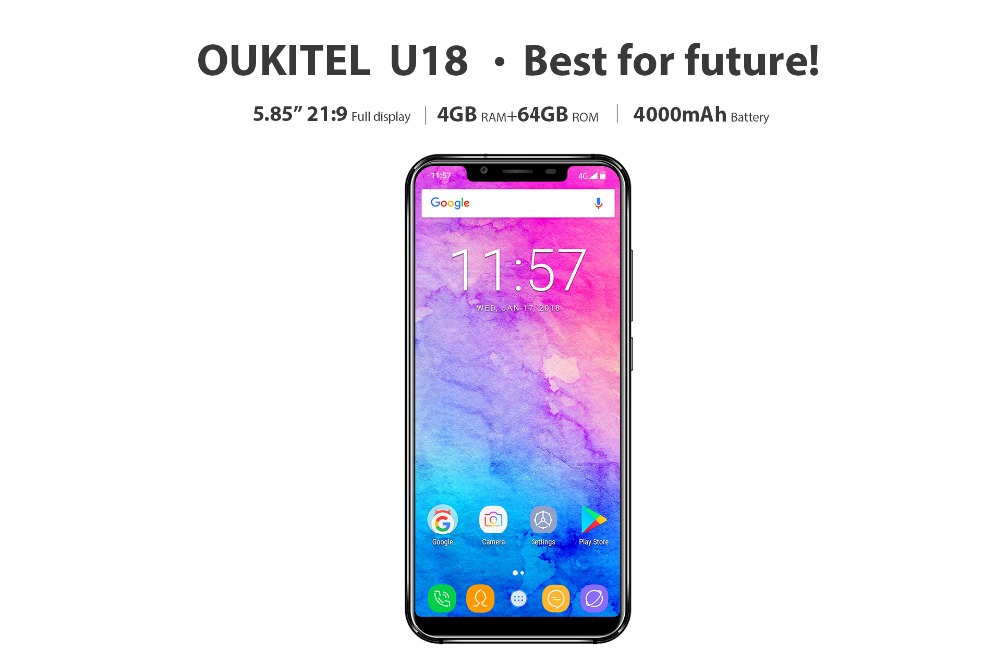 OUKITEL U18 · Best for future!
5.85” 21:9 Full display | 4GB RAM+64GB ROM | 4000mAh Battery
11:57 4G
Google
11:57
WED, JAN 17, 2018
Google Camera Settings Play Store